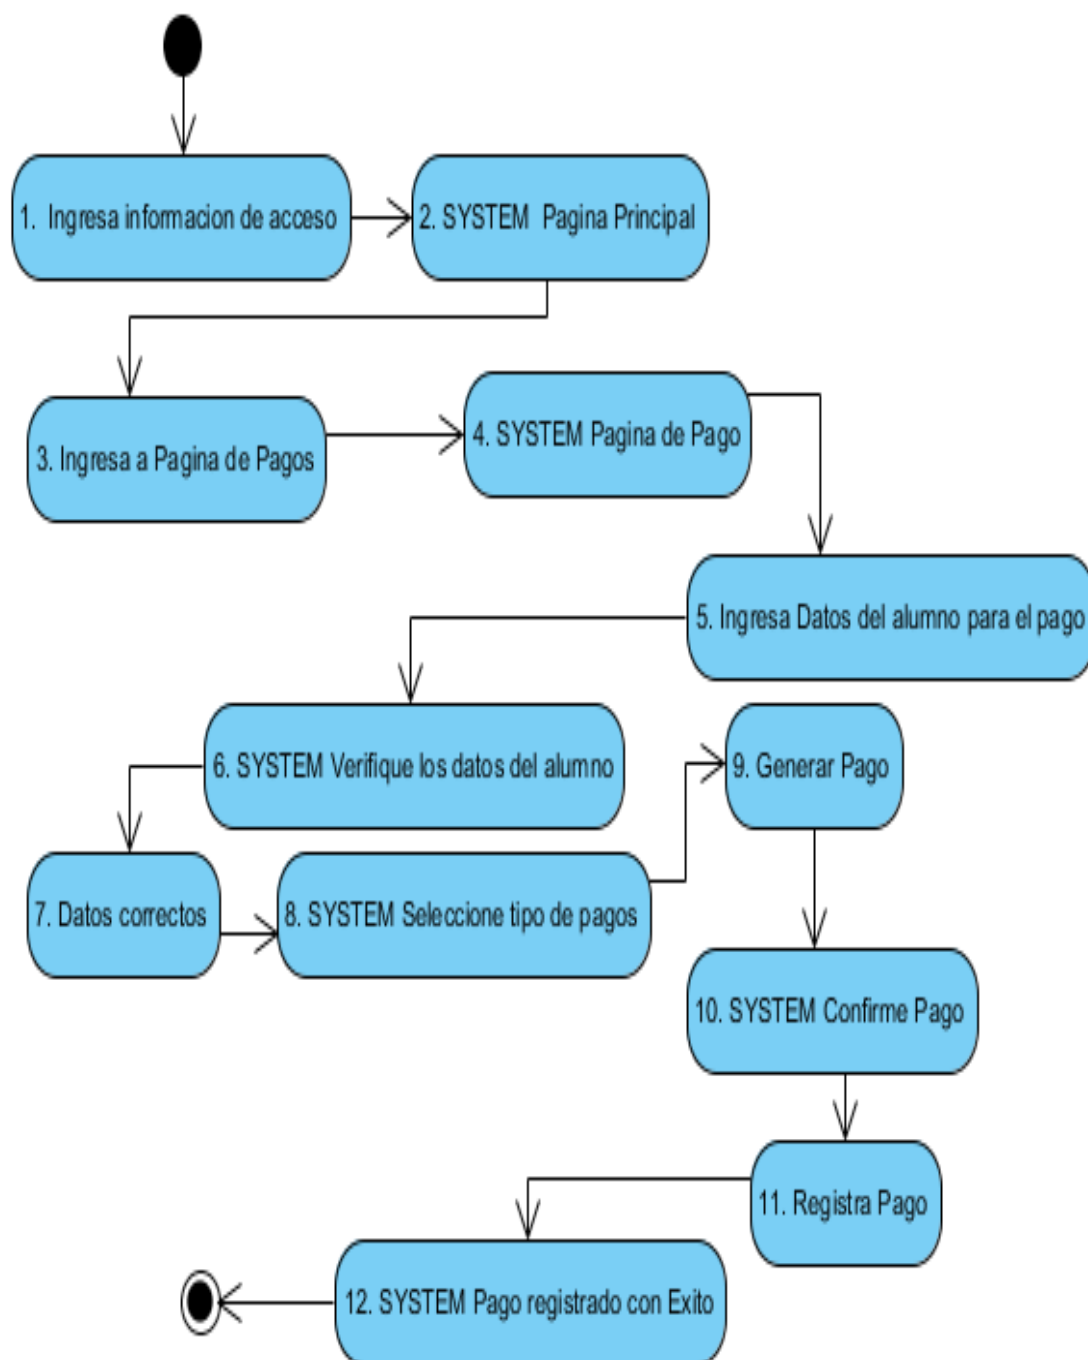 1. Ingresa informacion de acceso
2. SYSTEM Pagina Principal
3. Ingresa a Pagina de Pagos
4. SYSTEM Pagina de Pago
5. Ingresa Datos del alumno para el pago
6. SYSTEM Verifique los datos del alumno
7. Datos correctos
8. SYSTEM Seleccione tipo de pagos
9. Generar Pago
10. SYSTEM Confirme Pago
11. Registra Pago
12. SYSTEM Pago registrado con Exito